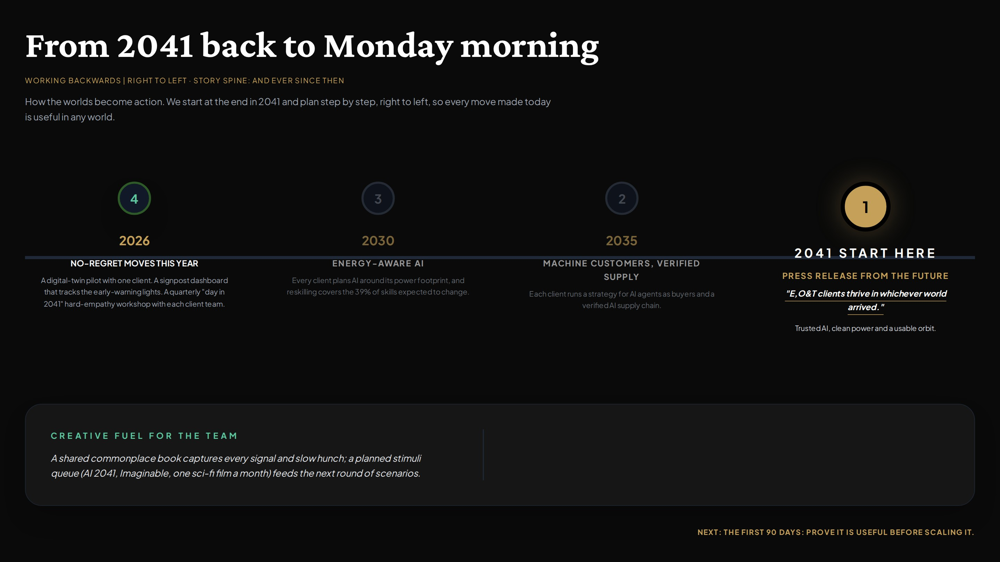 From 2041 back to Monday morning
WORKING BACKWARDS | RIGHT TO LEFT · STORY SPINE: AND EVER SINCE THEN
How the worlds become action. We start at the end in 2041 and plan step by step, right to left, so every move made today
is useful in any world.
4
2026
NO-REGRET MOVES THIS YEAR
A digital-twin pilot with one client. A signpost dashboard
that tracks the early-warning lights. A quarterly "day in
2041" hard-empathy workshop with each client team.
3
2030
ENERGY-AWARE AI
Every client plans AI around its power footprint, and
reskilling covers the 39% of skills expected to change.
2
2035
MACHINE CUSTOMERS, VERIFIED
SUPPLY
Each client runs a strategy for AI agents as buyers and a
verified AI supply chain.
1
2041 START HERE
PRESS RELEASE FROM THE FUTURE
"E,O&T clients thrive in whichever world
arrived."
Trusted AI, clean power and a usable orbit.
CREATIVE FUEL FOR THE TEAM
A shared commonplace book captures every signal and slow hunch; a planned stimuli
queue (AI 2041, Imaginable, one sci-fi film a month) feeds the next round of scenarios.
NEXT: THE FIRST 90 DAYS: PROVE IT IS USEFUL BEFORE SCALING IT.